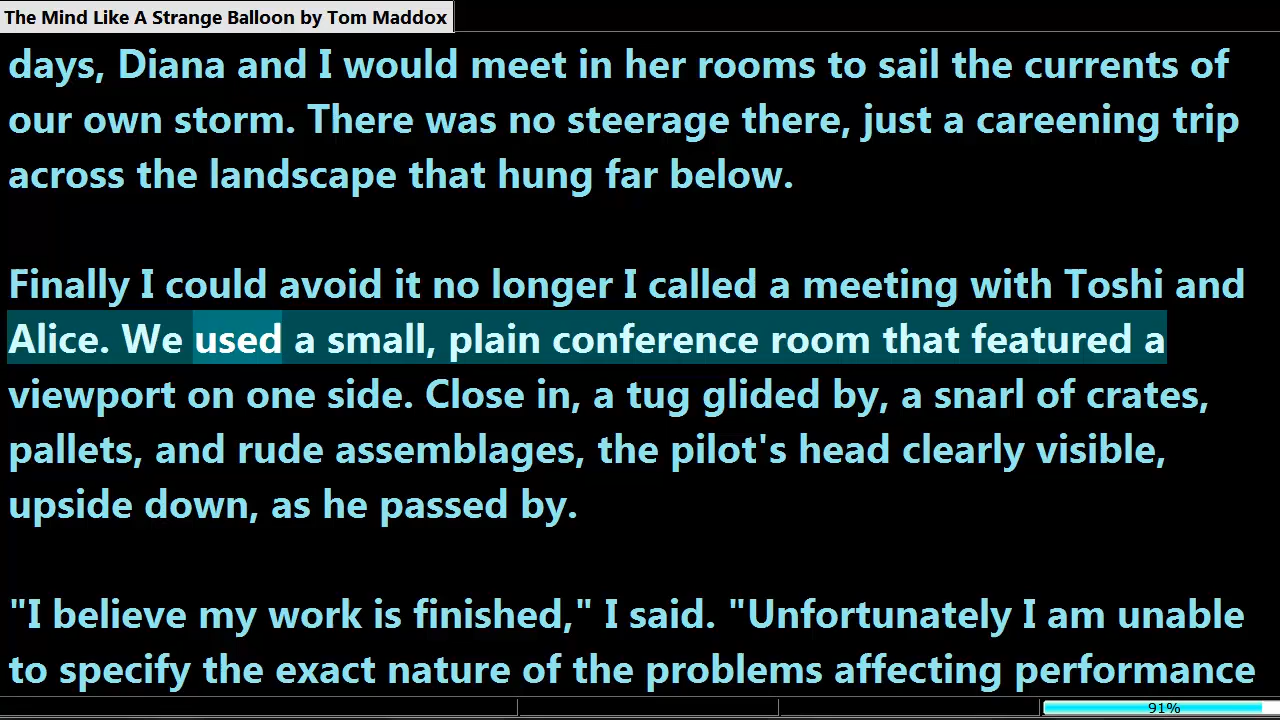 The Mind Like A Strange Balloon by Tom Maddox
days, Diana and I would meet in her rooms to sail the currents of
our own storm. There was no steerage there, just a careening trip
across the landscape that hung far below.
Finally I could avoid it no longer I called a meeting with Toshi and
Alice. We used a small, plain conference room that featured a
viewport on one side. Close in, a tug glided by, a snarl of crates,
pallets, and rude assemblages, the pilot's head clearly visible,
upside down, as he passed by.
"I believe my work is finished," I said. "Unfortunately I am unable
to specify the exact nature of the problems affecting performance
91%